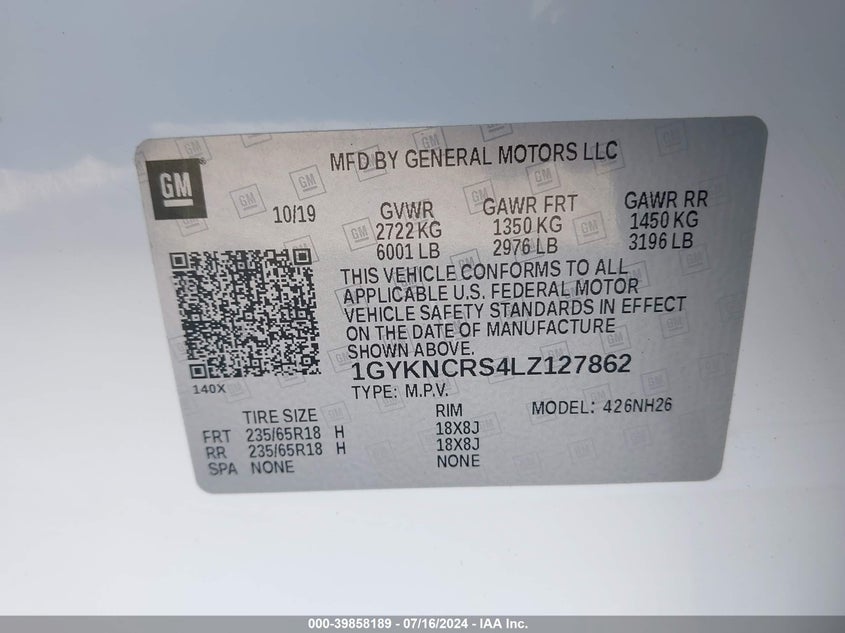 GM
MFD BY GENERAL MOTORS LLC
10/19
GVWR
2722 KG
6001 LB
GAWR FRT
1350 KG
2976 LB
GAWR RR
1450 KG
3196 LB
THIS VEHICLE CONFORMS TO ALL
APPLICABLE U.S. FEDERAL MOTOR
VEHICLE SAFETY STANDARDS IN EFFECT
ON THE DATE OF MANUFACTURE
SHOWN ABOVE.
140X
1GYKNCRS4LZ127862
TYPE: M.P.V.
MODEL: 426NH26
TIRE SIZE RIM
FRT 235/65R18 H 18X8J
RR 235/65R18 H 18X8J
SPA NONE NONE
000-39858189 - 07/16/2024 - IAA Inc.